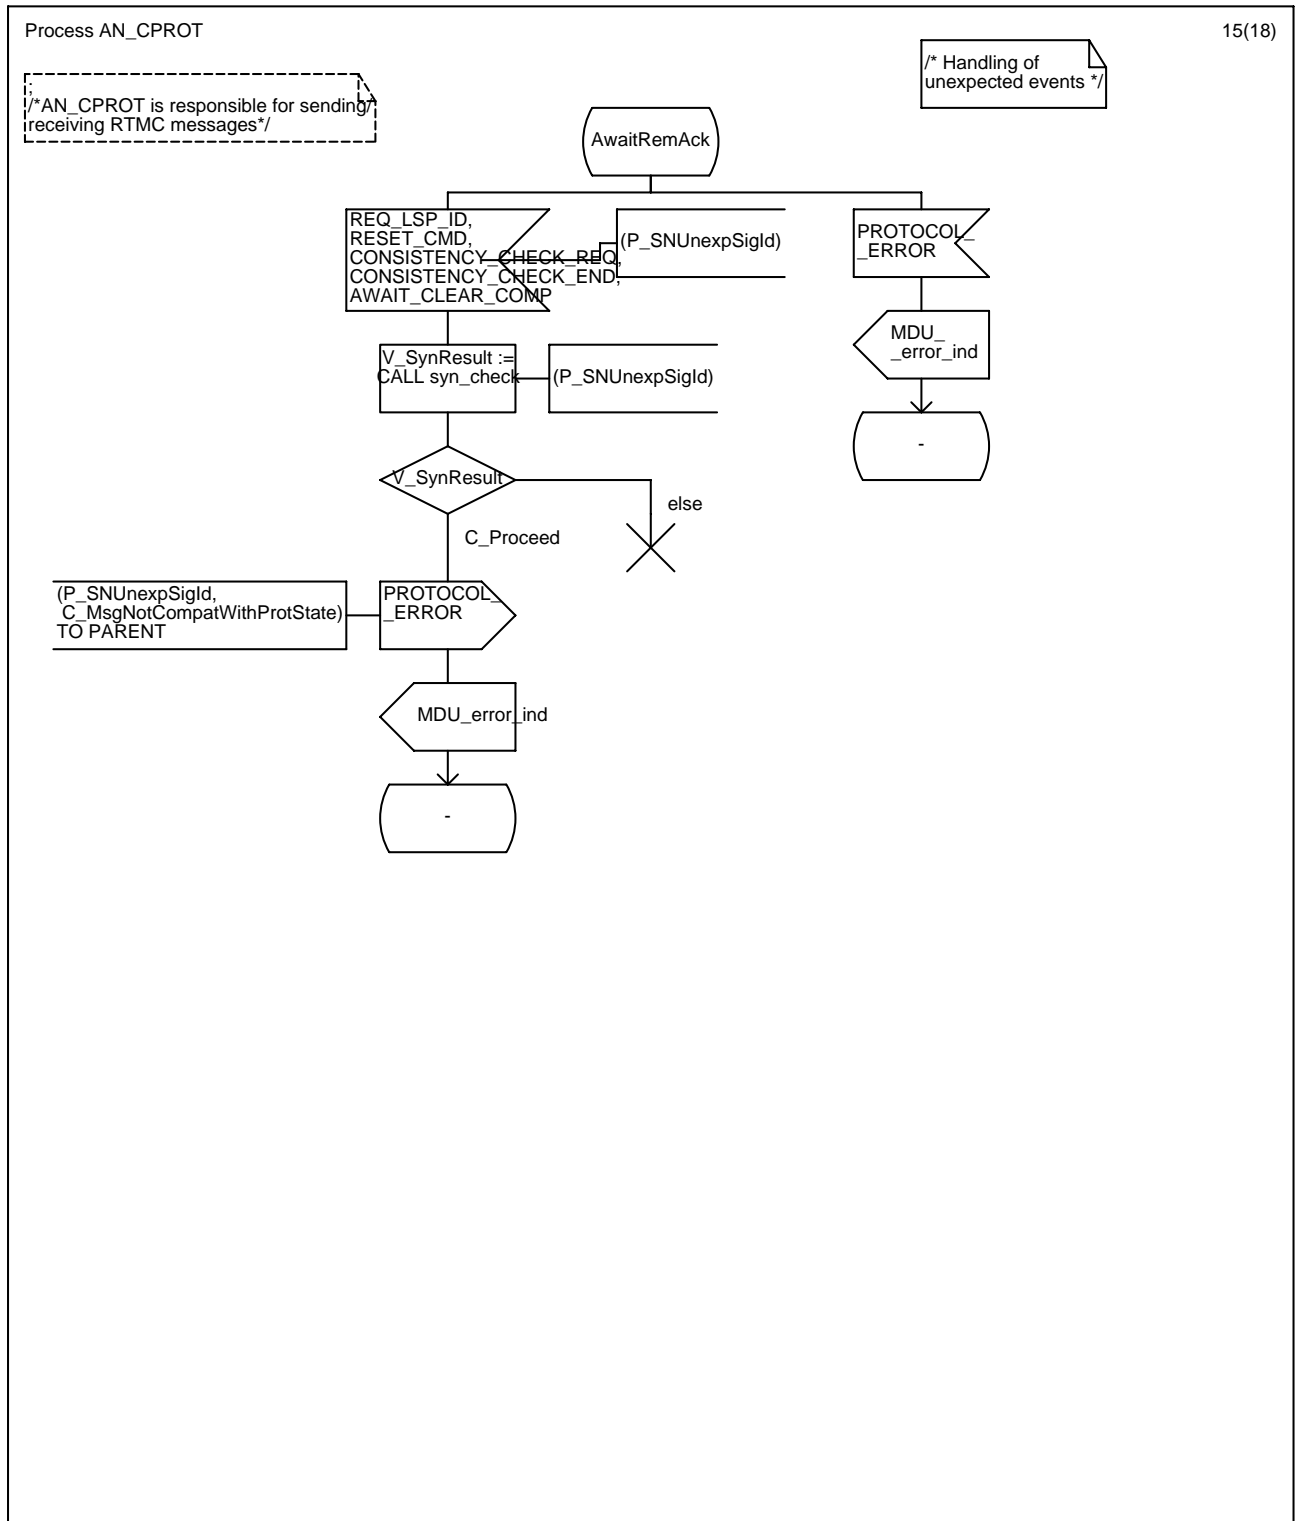 Process AN_CPROT
15(18)
;
/*AN_CPROT is responsible for sending/
receiving RTMC messages*/
/* Handling of
unexpected events */
AwaitRemAck
REQ_LSP_ID,
RESET_CMD,
CONSISTENCY_CHECK_REQ,
CONSISTENCY_CHECK_END,
AWAIT_CLEAR_COMP
(P_SNUnexpSigId)
PROTOCOL_
_ERROR
MDU_
_error_ind
-
V_SynResult :=
CALL syn_check
(P_SNUnexpSigId)
V_SynResult
else
C_Proceed
(P_SNUnexpSigId,
C_MsgNotCompatWithProtState)
TO PARENT
PROTOCOL_
_ERROR
MDU_error_ind
-